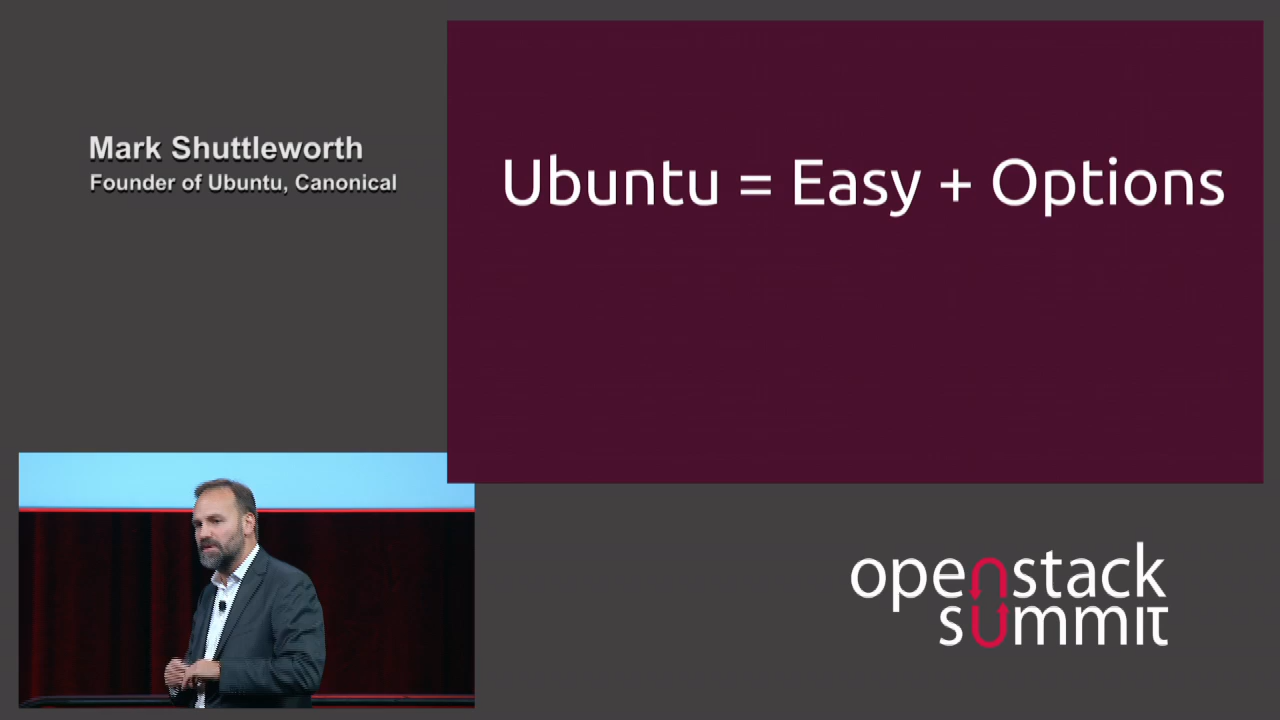 Mark Shuttleworth
Founder of Ubuntu, Canonical
Ubuntu = Easy + Options
openstack
summit